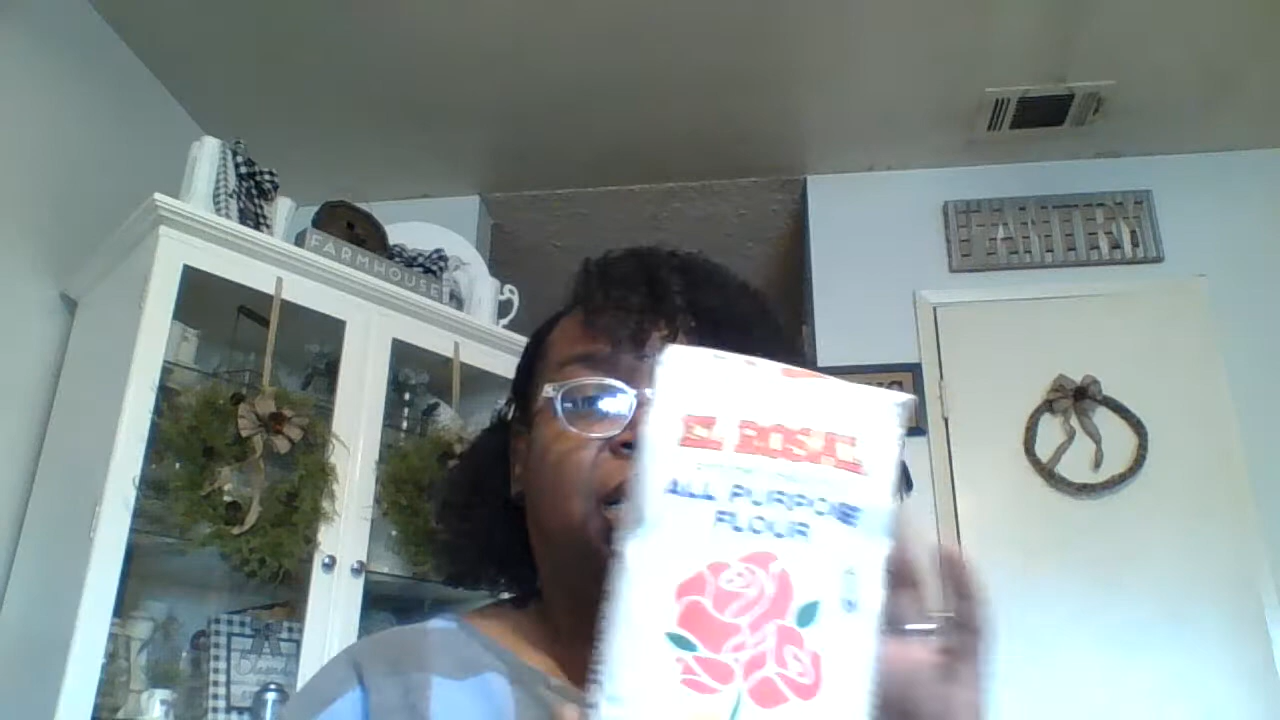 FARMHOUSE
PANTRY
EL ROSAL
ALL PURPOSE
FLOUR